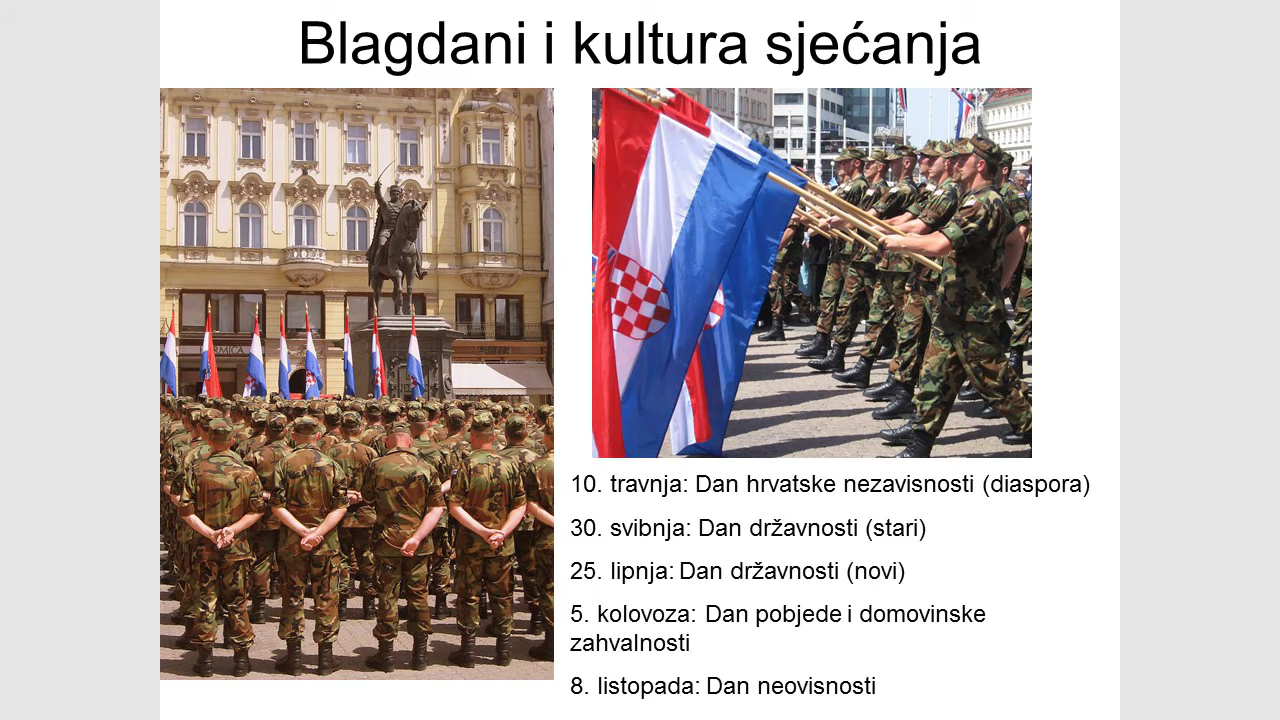 Blagdani i kultura sjećanja
10. travnja: Dan hrvatske nezavisnosti (diaspora)
30. svibnja: Dan državnosti (stari)
25. lipnja: Dan državnosti (novi)
5. kolovoza: Dan pobjede i domovinske
zahvalnosti
8. listopada: Dan neovisnosti